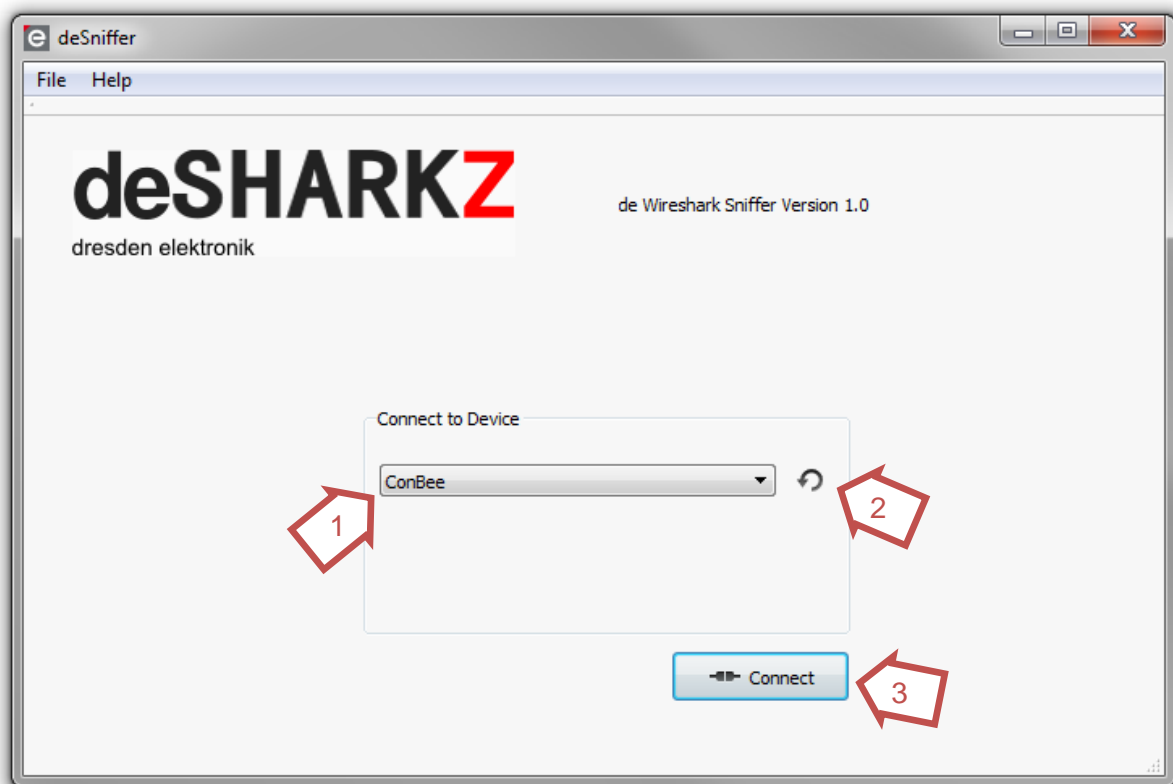 deSniffer
File Help
deSHARKZ
dresden elektronik
de Wireshark Sniffer Version 1.0
Connect to Device
ConBee
1
2
Connect
3